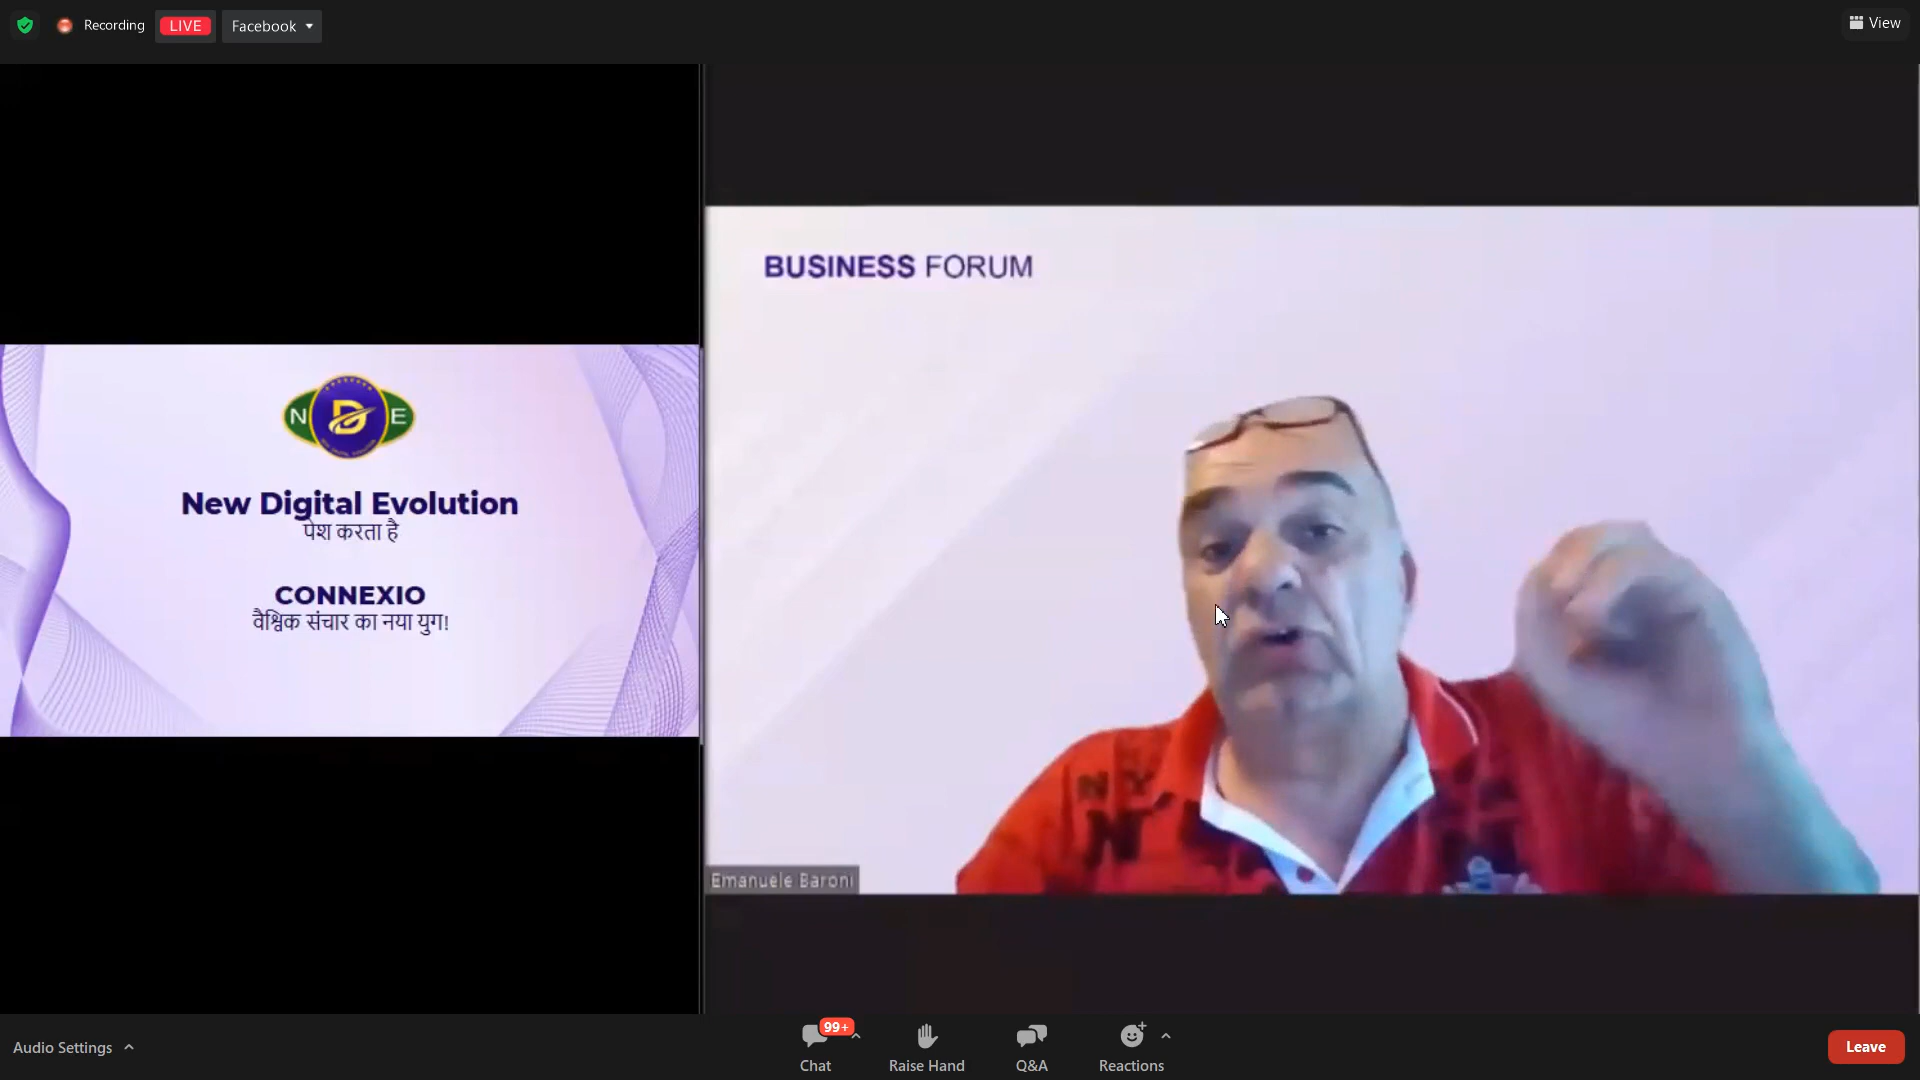 Recording
LIVE
Facebook
View
N D E
New Digital Evolution
पेश करता है
CONNEXIO
वैश्विक संचार का नया युग!
BUSINESS FORUM
NY
Emanuele Baroni
Audio Settings
99+
Chat
Raise Hand
Q&A
Reactions
Leave